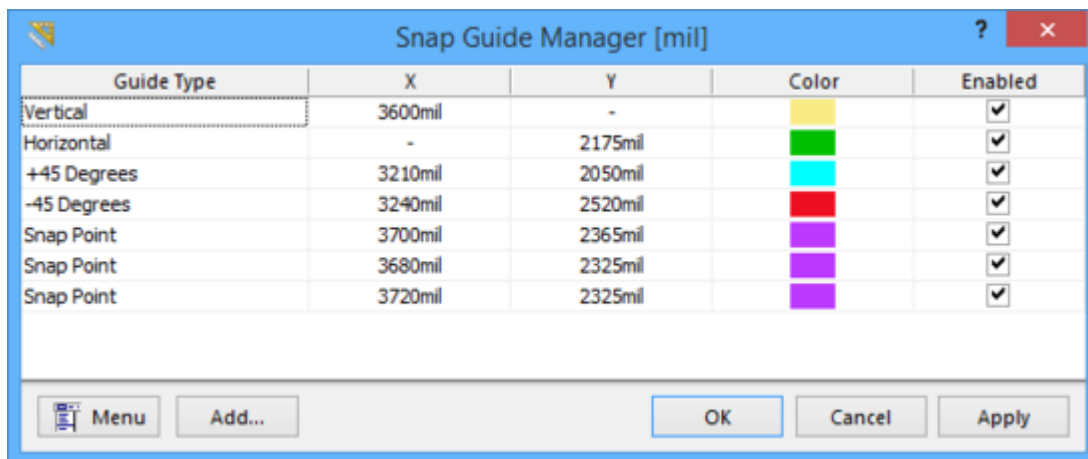 Snap Guide Manager [mil] ? ×
Guide Type X Y Color Enabled
Vertical 3600mil -
Horizontal - 2175mil
+45 Degrees 3210mil 2050mil
-45 Degrees 3240mil 2520mil
Snap Point 3700mil 2365mil
Snap Point 3680mil 2325mil
Snap Point 3720mil 2325mil
Menu Add... OK Cancel Apply